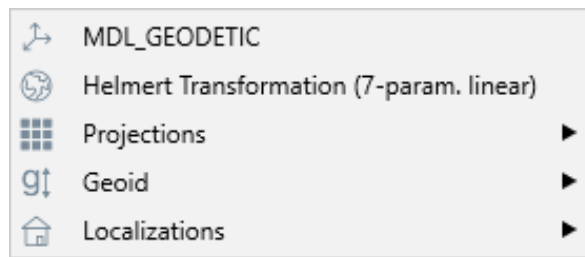 MDL_GEODETIC
Helmert Transformation (7-param. linear)
Projections
g Geoid
Localizations